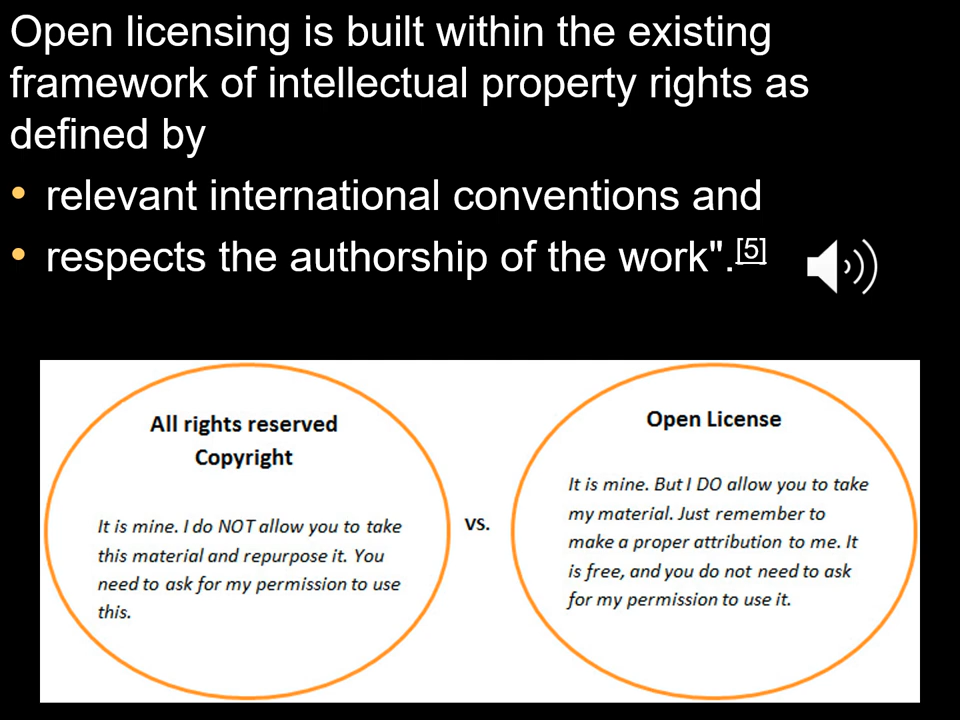 Open licensing is built within the existing
framework of intellectual property rights as
defined by
• relevant international conventions and
• respects the authorship of the work".[5]
All rights reserved
Copyright
It is mine. I do NOT allow you to take
this material and repurpose it. You
need to ask for my permission to use
this.
vs.
Open License
It is mine. But I DO allow you to take
my material. Just remember to
make a proper attribution to me. It
is free, and you do not need to ask
for my permission to use it.